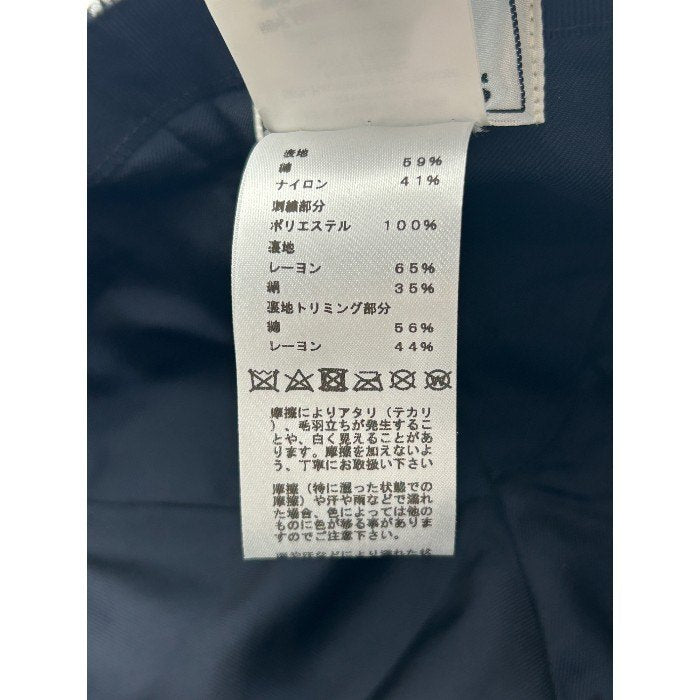 表地
綿 59%
ナイロン 41%
刺繍部分
ポリエステル 100%
裏地
レーヨン 65%
絹 35%
裏地トリミング部分
綿 56%
レーヨン 44%
摩擦によりアタリ(テカリ
)、毛羽立ちが発生するこ
とや、白く見えることがあ
ります。摩擦を加えないよ
う、丁寧にお取扱い下さい
摩擦(特に湿った状態での
摩擦)や汗や雨などで濡れ
た場合、色によっては他の
ものに色が移る事がありま
すのでご注意下さい。